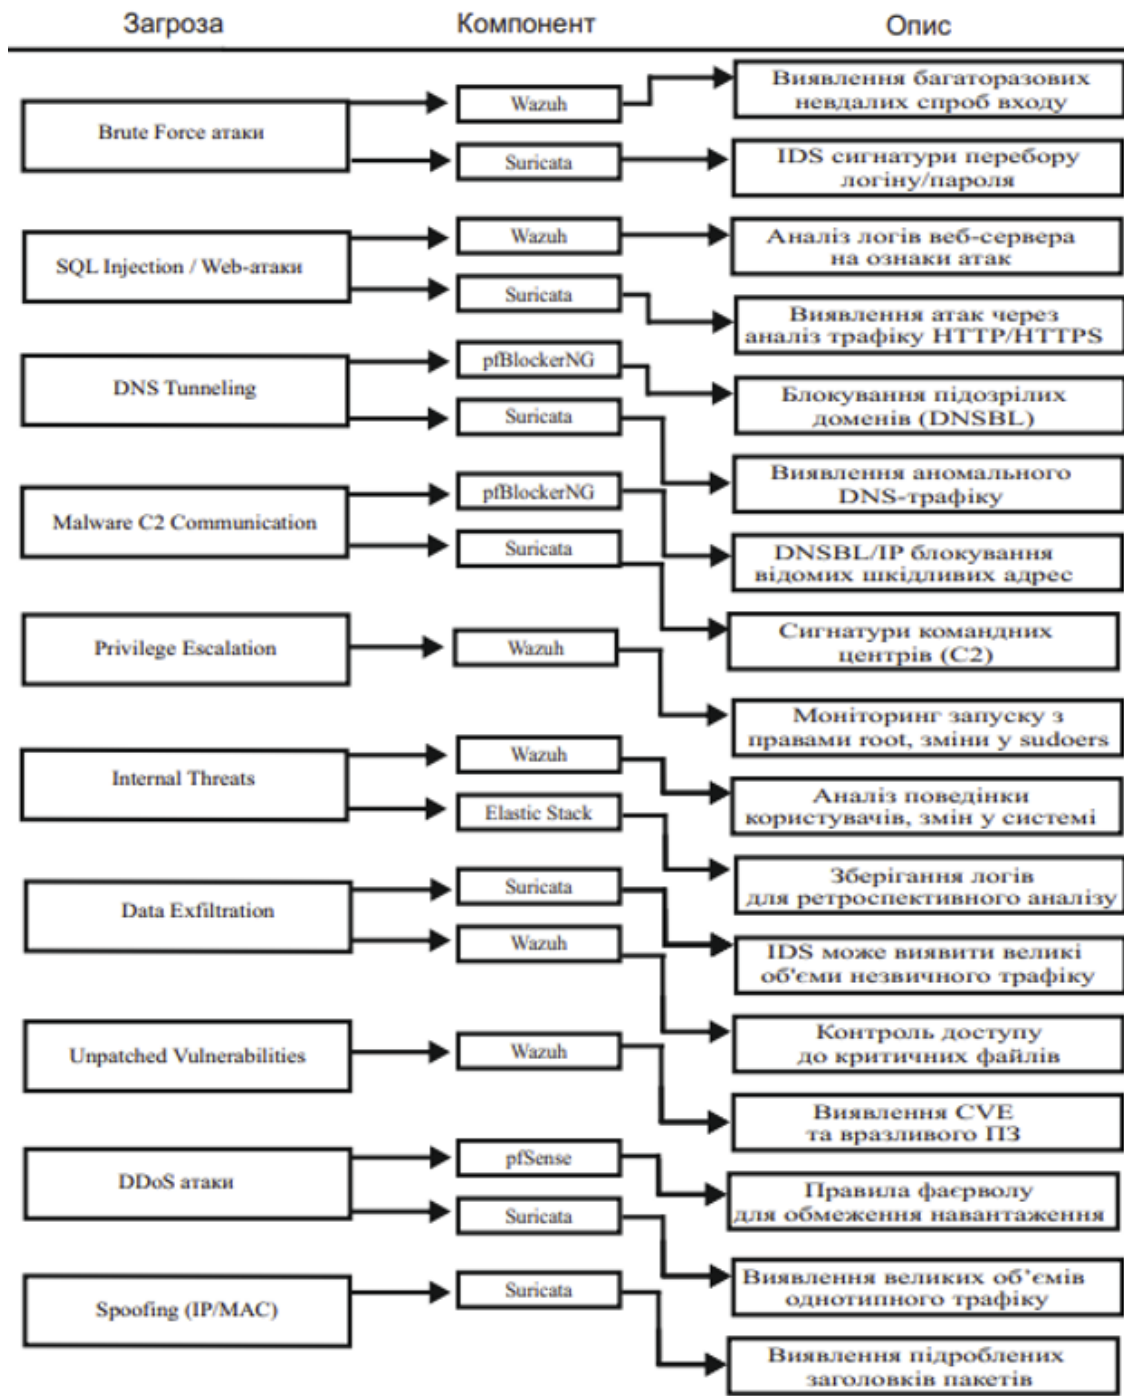 Загроза Компонент Опис
Brute Force атаки
Wazuh
Виявлення багаторазових
невдалих спроб входу
Suricata
IDS сигнатури перебору
логіну/пароля
SQL Injection / Web-атаки
Wazuh
Аналіз логів веб-сервера
на ознаки атак
Suricata
Виявлення атак через
аналіз трафіку HTTP/HTTPS
DNS Tunneling
pfBlockerNG
Блокування підозрілих
доменів (DNSBL)
Suricata
Виявлення аномального
DNS-трафіку
Malware C2 Communication
pfBlockerNG
DNSBL/IP блокування
відомих шкідливих адрес
Suricata
Сигнатури командних
центрів (C2)
Privilege Escalation
Wazuh
Моніторинг запуску з
правами root, зміни у sudoers
Internal Threats
Wazuh
Аналіз поведінки
користувачів, змін у системі
Elastic Stack
Зберігання логів
для ретроспективного аналізу
Data Exfiltration
Suricata
IDS може виявити великі
об'єми незвичного трафіку
Wazuh
Контроль доступу
до критичних файлів
Unpatched Vulnerabilities
Wazuh
Виявлення CVE
та вразливого ПЗ
DDoS атаки
pfSense
Правила фаєрволу
для обмеження навантаження
Suricata
Виявлення великих об’ємів
однотипного трафіку
Spoofing (IP/MAC)
Suricata
Виявлення підроблених
заголовків пакетів